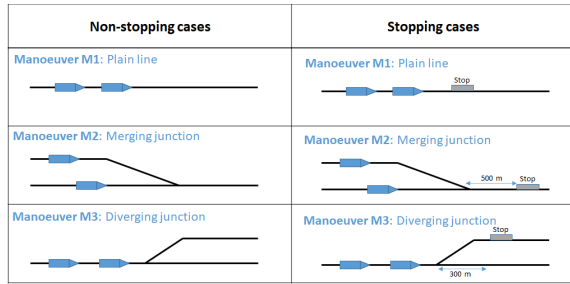 Non-stopping cases
Stopping cases
Manoeuver M1: Plain line
Manoeuver M1: Plain line
Stop
Manoeuver M2: Merging junction
Manoeuver M2: Merging junction
500 m
Stop
Manoeuver M3: Diverging junction
Manoeuver M3: Diverging junction
Stop
300 m